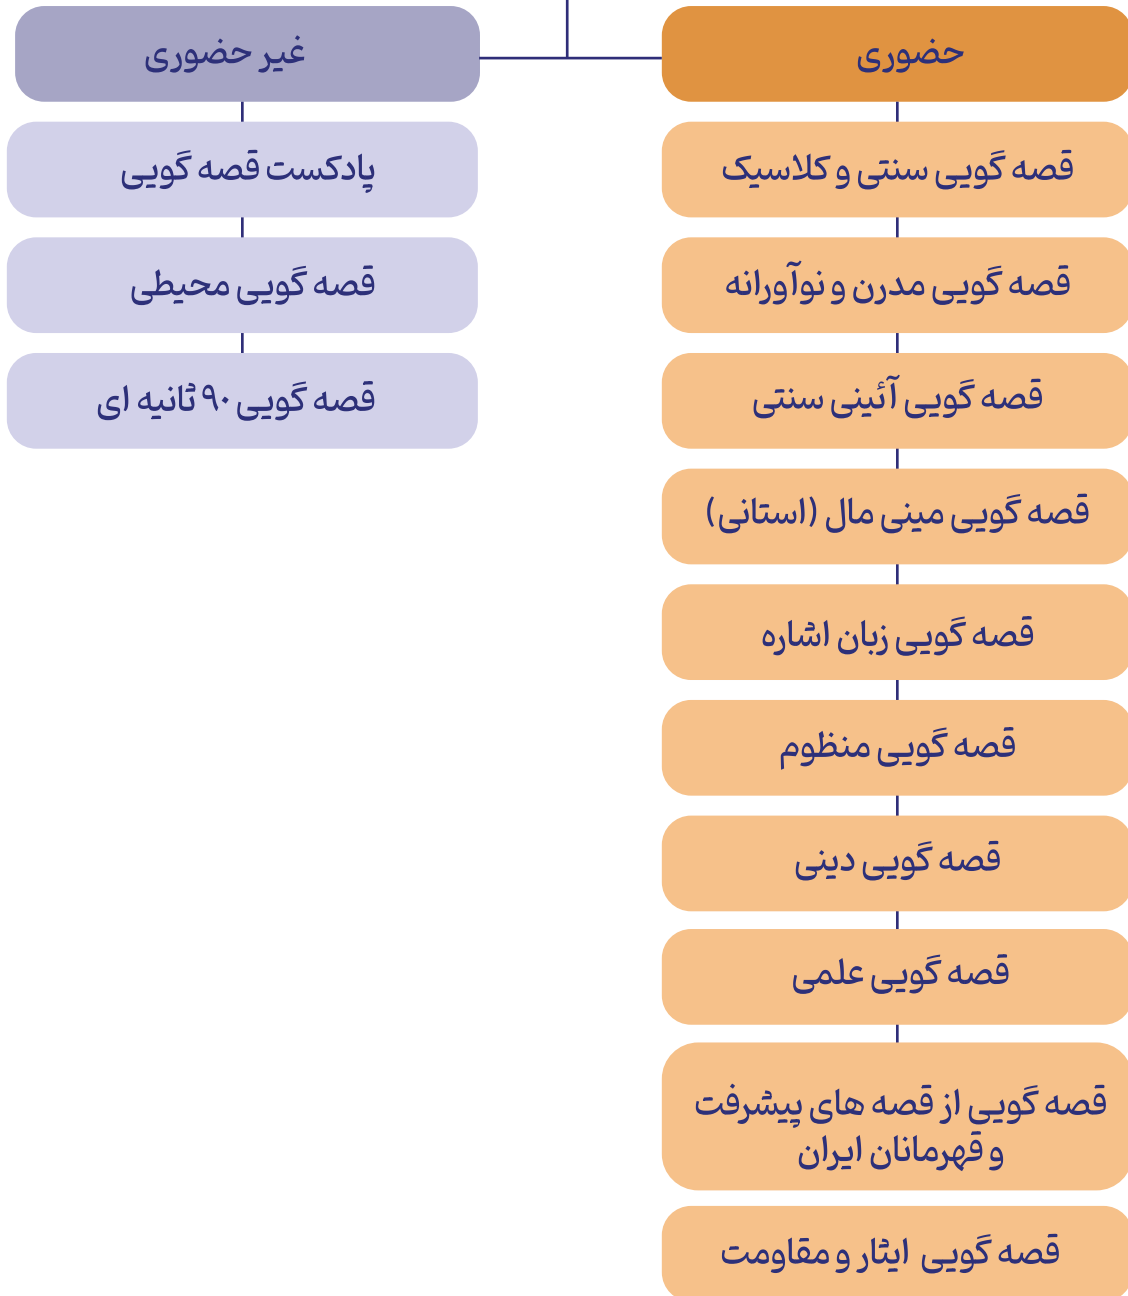 حضوری
قصه گویی سنتی و کلاسیک
قصه گویی مدرن و نوآورانه
قصه گویی آئینی سنتی
قصه گویی مینی مال (استانی)
قصه گویی زبان اشاره
قصه گویی منظوم
قصه گویی دینی
قصه گویی علمی
قصه گویی از قصه های پیشرفت
و قهرمانان ایران
قصه گویی ایثار و مقاومت
غیر حضوری
پادکست قصه گویی
قصه گویی محیطی
قصه گویی ۹۰ ثانیه ای